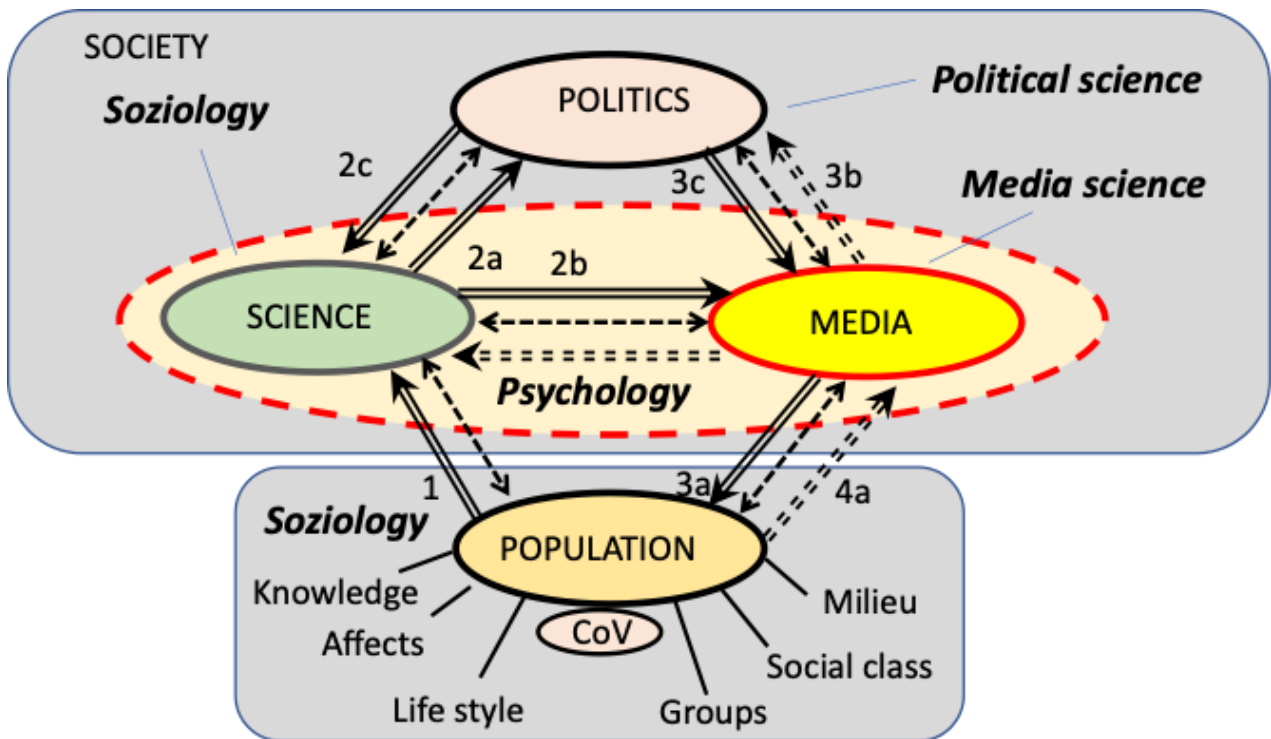 SOCIETY
Soziology
POLITICS
Political science
2c
3c
3b
Media science
2a
2b
SCIENCE
MEDIA
Psychology
1
3a
4a
Soziology
POPULATION
Knowledge
Milieu
Affects
CoV
Social class
Life style
Groups